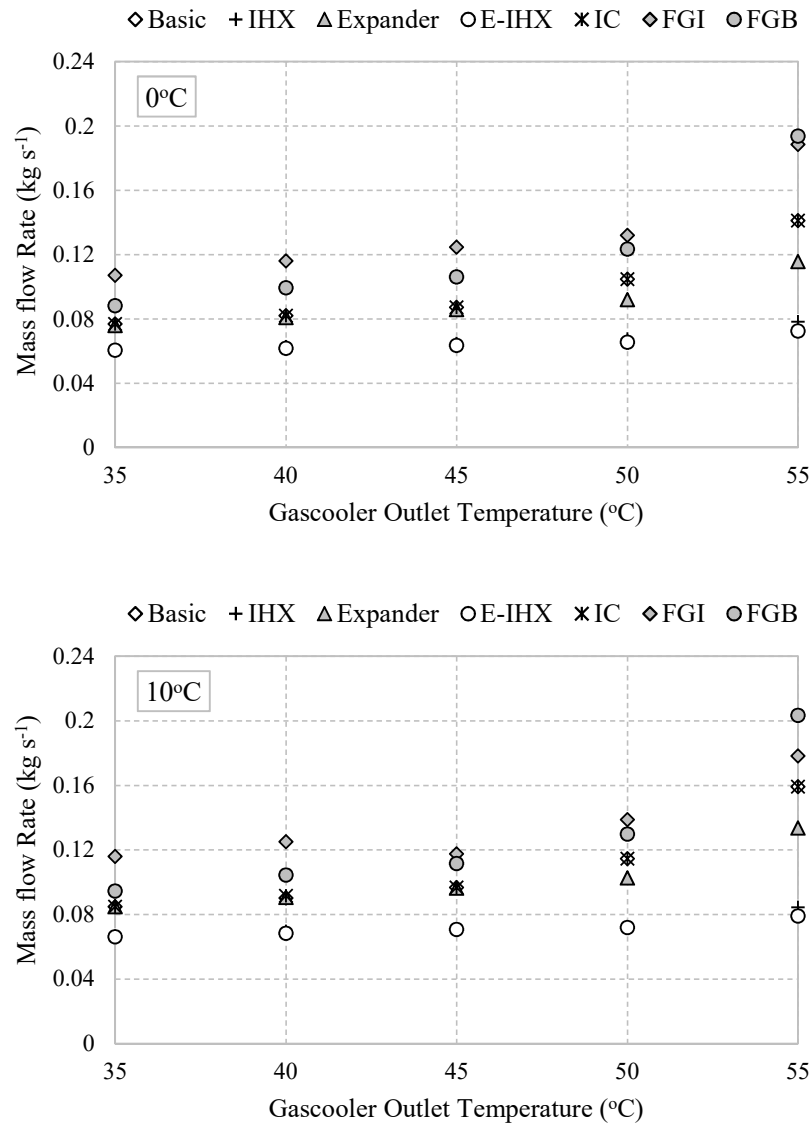 Basic IHX Expander E-IHX IC FGI FGB
0.24
0°C
0.2
0.16
0.12
0.08
0.04
0
35 40 45 50 55
Mass flow Rate (kg s⁻¹)
Gascooler Outlet Temperature (°C)
Basic IHX Expander E-IHX IC FGI FGB
0.24
10°C
0.2
0.16
0.12
0.08
0.04
0
35 40 45 50 55
Mass flow Rate (kg s⁻¹)
Gascooler Outlet Temperature (°C)